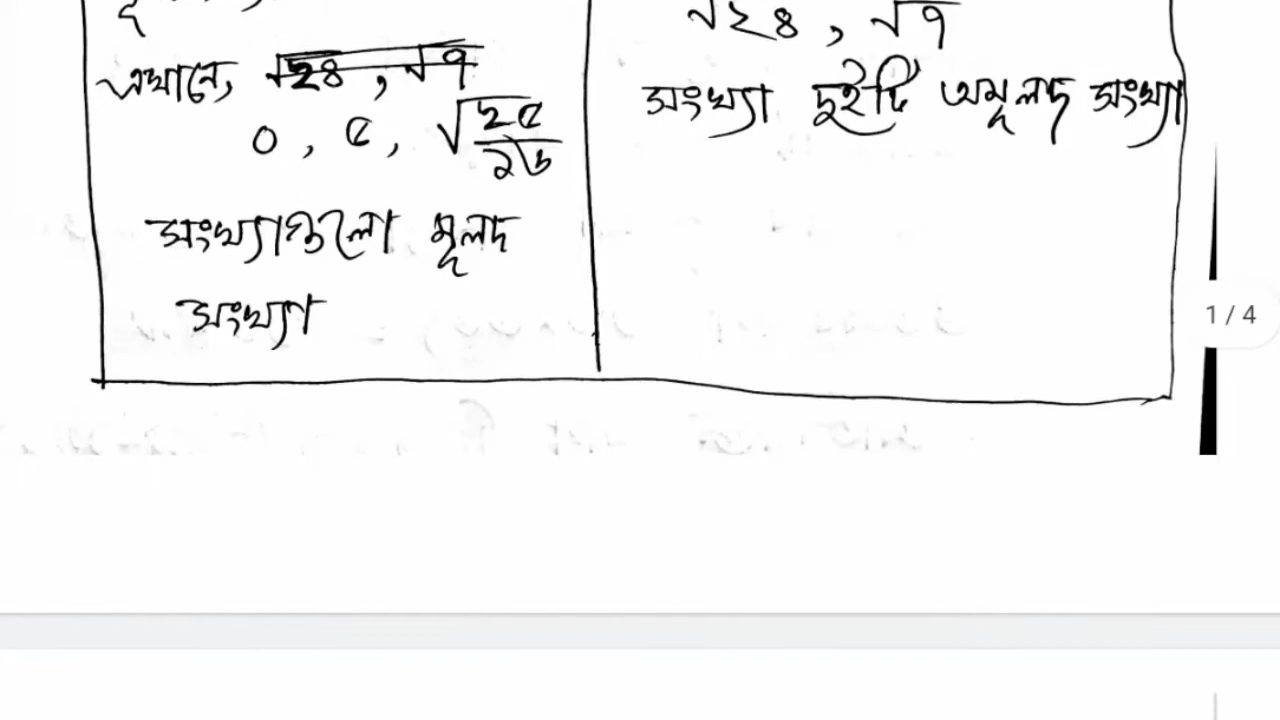 এখানে, √২৪, √৭
০, ৫, √২৫/১৬
সংখ্যাগুলো মূলদ
সংখ্যা
√২৪, √৭
সংখ্যা দুইটি অমূলদ সংখ্যা
1 / 4